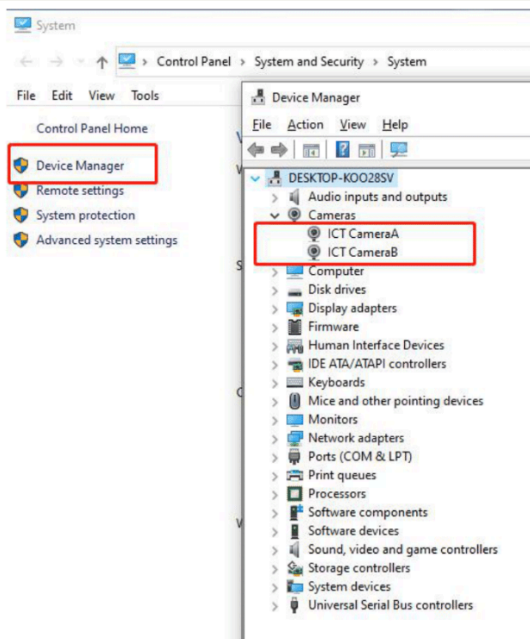 System
Control Panel > System and Security > System
File Edit View Tools
Control Panel Home
Device Manager
Remote settings
System protection
Advanced system settings
Device Manager
File Action View Help
DESKTOP-KOO28SV
Audio inputs and outputs
Cameras
ICT CameraA
ICT CameraB
Computer
Disk drives
Display adapters
Firmware
Human Interface Devices
IDE ATA/ATAPI controllers
Keyboards
Mice and other pointing devices
Monitors
Network adapters
Ports (COM & LPT)
Print queues
Processors
Software components
Software devices
Sound, video and game controllers
Storage controllers
System devices
Universal Serial Bus controllers